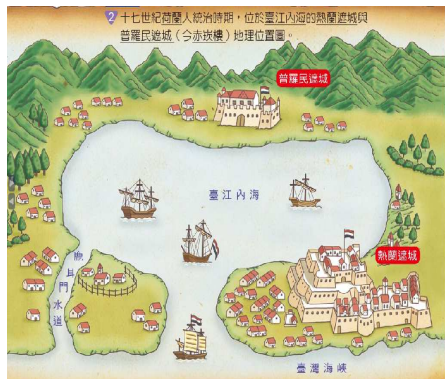 2 十七世紀荷蘭人統治時期，位於臺江內海的熱蘭遮城與
普羅民遮城（今赤崁樓）地理位置圖。
普羅民遮城
臺江內海
熱蘭遮城
鹿耳門水道
臺灣海峽